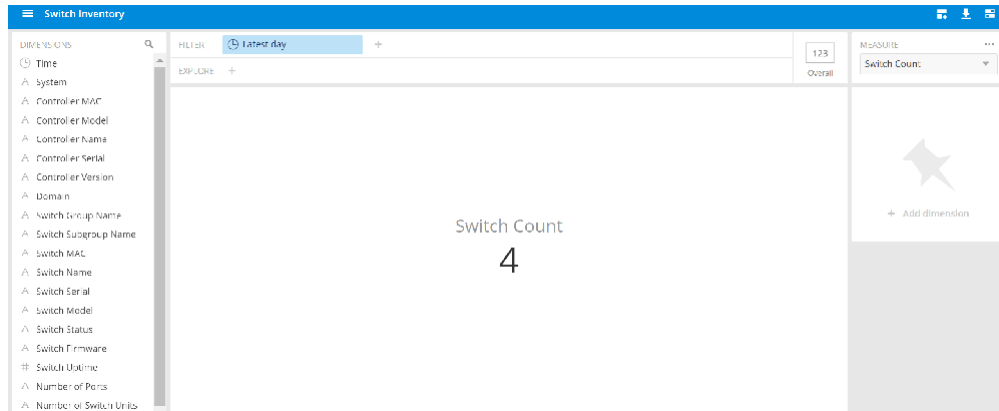 Switch Inventory
DIMENSIONS
Time
System
Controller MAC
Controller Model
Controller Name
Controller Serial
Controller Version
Domain
Switch Group Name
Switch Subgroup Name
Switch MAC
Switch Name
Switch Serial
Switch Model
Switch Status
Switch Firmware
Switch Uptime
Number of Ports
Number of Switch Units
FILTER
Latest day
EXPLORE
123
Overall
MEASURE
Switch Count
Switch Count
4
Add dimension